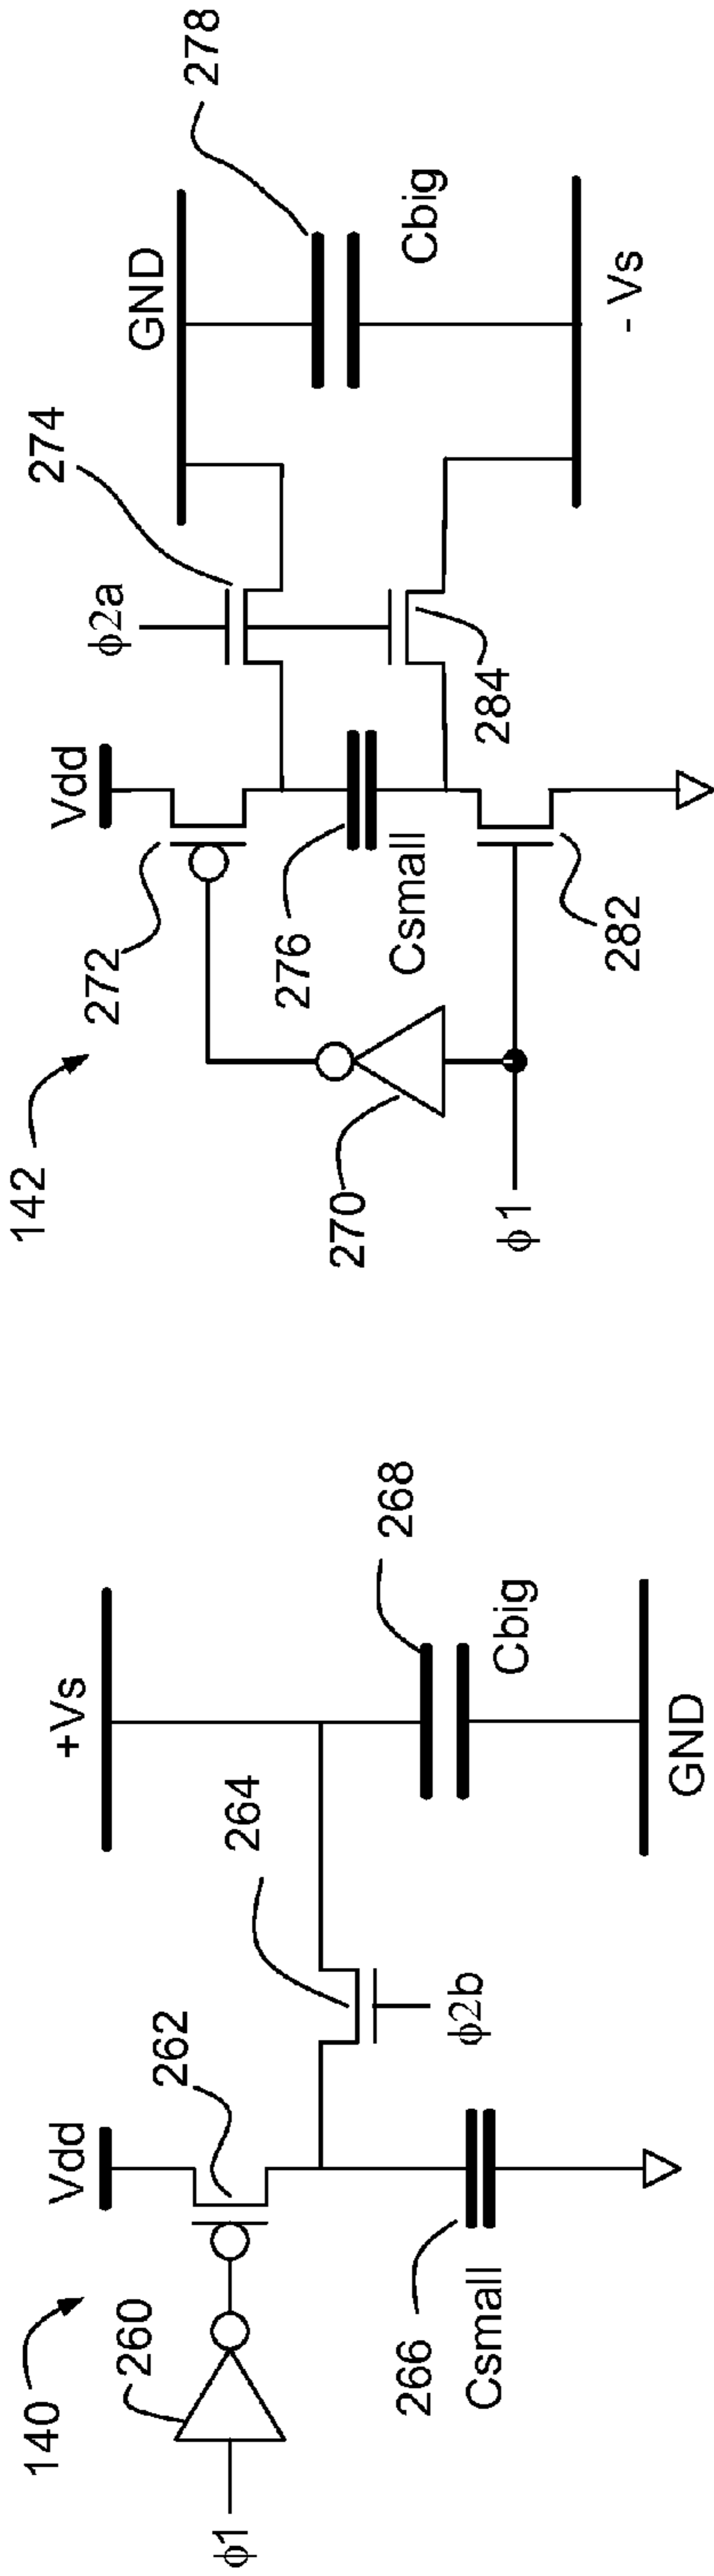 140
Vdd
+Vs
260
262
264
268
φ1
266
Csmall
φ2b
Cbig
GND
142
Vdd
φ2a
274
GND
278
272
276
Csmall
284
Cbig
270
φ1
282
- Vs